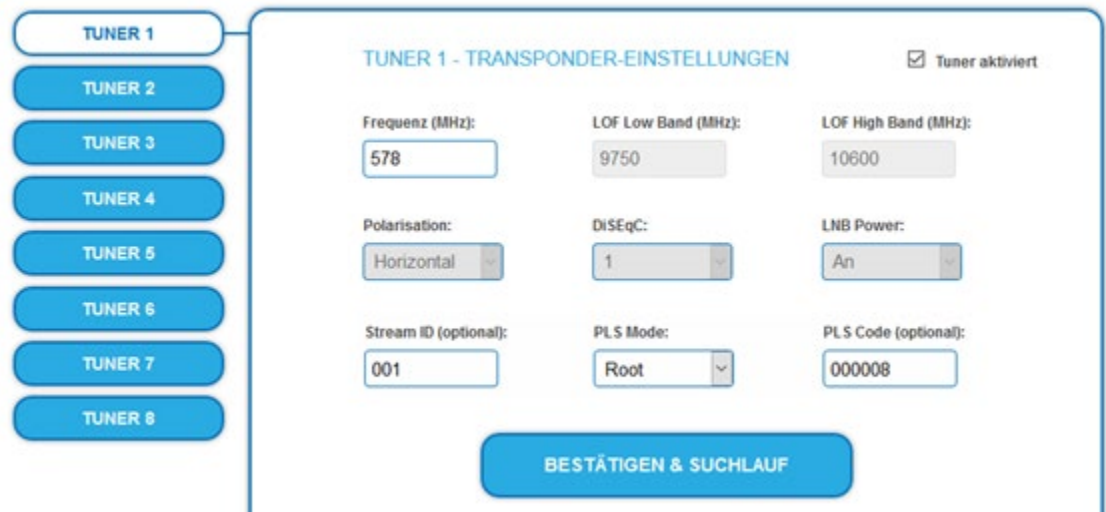 TUNER 1
TUNER 2
TUNER 3
TUNER 4
TUNER 5
TUNER 6
TUNER 7
TUNER 8
TUNER 1 - TRANSPONDER-EINSTELLUNGEN
Tuner aktiviert
Frequenz (MHz): LOF Low Band (MHz): LOF High Band (MHz):
578 9750 10600
Polarisation: DiSEqC: LNB Power:
Horizontal 1 An
Stream ID (optional): PLS Mode: PLS Code (optional):
001 Root 000008
BESTÄTIGEN & SUCHLAUF